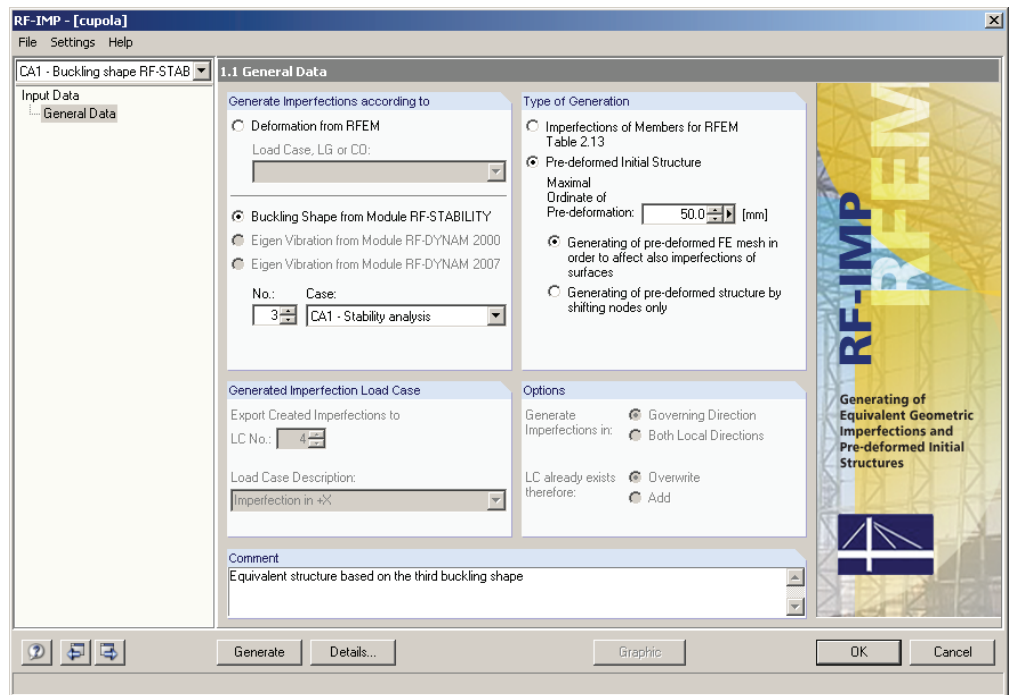 RF-IMP - [cupola]
File Settings Help
CA1 - Buckling shape RF-STAB
1.1 General Data
Input Data
General Data
Generate Imperfections according to
Deformation from RFEM
Load Case, LG or CO:
Buckling Shape from Module RF-STABILITY
Eigen Vibration from Module RF-DYNAM 2000
Eigen Vibration from Module RF-DYNAM 2007
No.: Case:
3 CA1 - Stability analysis
Type of Generation
Imperfections of Members for RFEM
Table 2.13
Pre-deformed Initial Structure
Maximal
Ordinate of
Pre-deformation: 50.0 [mm]
Generating of pre-deformed FE mesh in
order to affect also imperfections of
surfaces
Generating of pre-deformed structure by
shifting nodes only
Generated Imperfection Load Case
Export Created Imperfections to
LC No.: 4
Load Case Description:
Imperfection in +X
Options
Generate
Imperfections in:
Governing Direction
Both Local Directions
LC already exists
therefore:
Overwrite
Add
Comment
Equivalent structure based on the third buckling shape
RFEM
RF-IMP
Generating of
Equivalent Geometric
Imperfections and
Pre-deformed Initial
Structures
Generate Details... Graphic OK Cancel